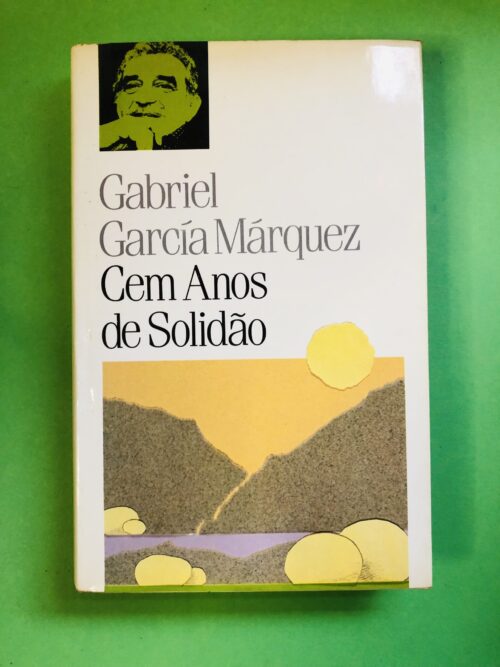 Gabriel
García Márquez
Cem Anos
de Solidão